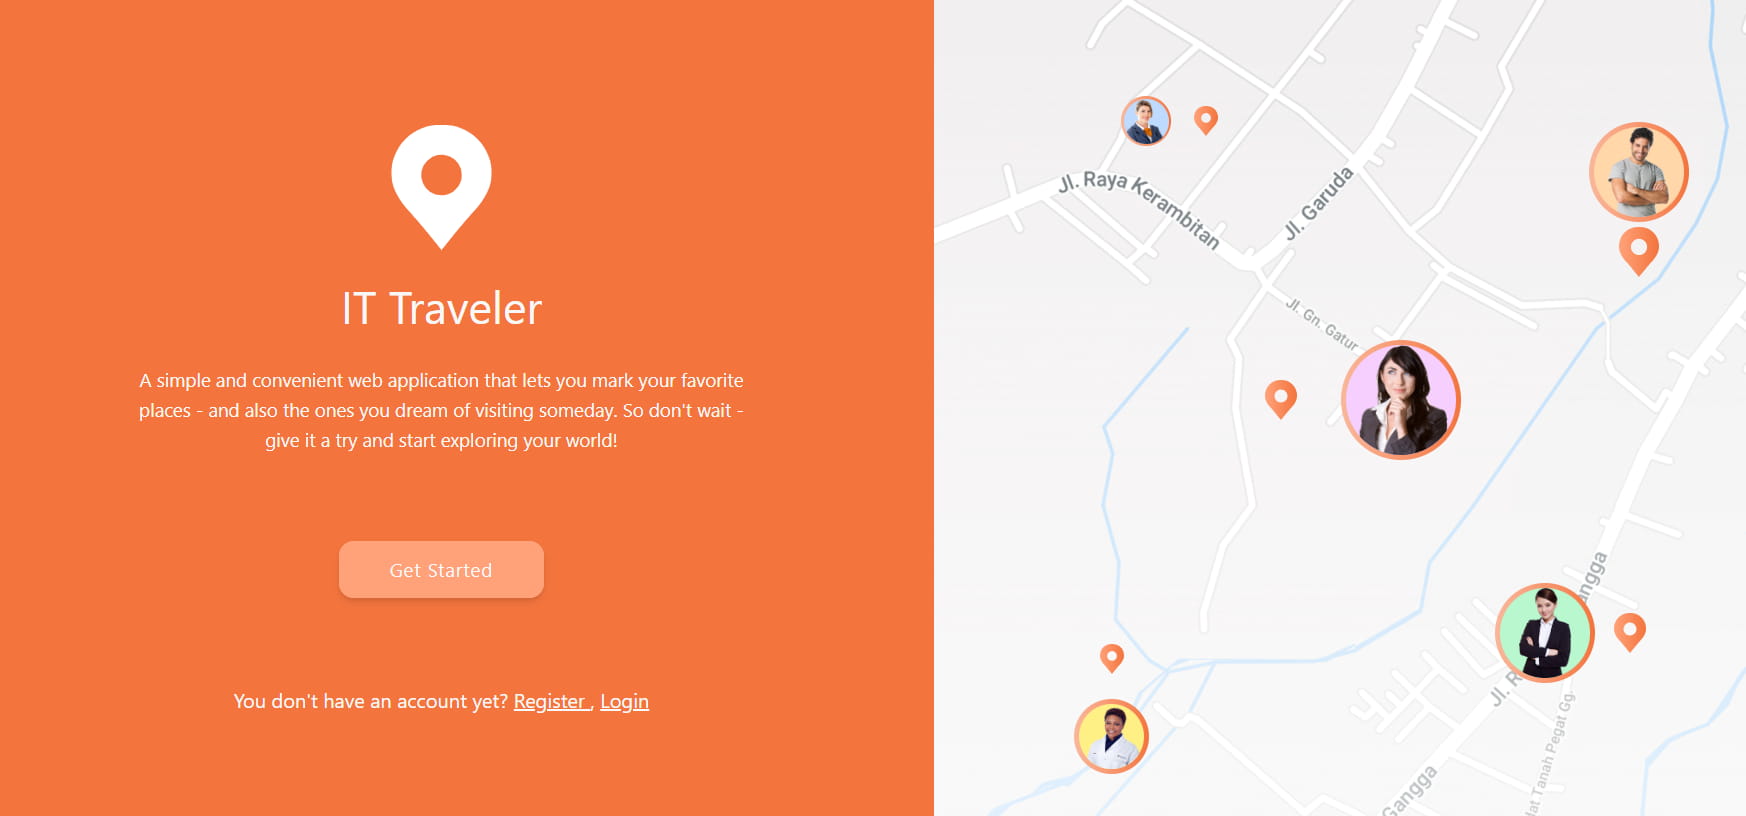 IT Traveler
A simple and convenient web application that lets you mark your favorite
places - and also the ones you dream of visiting someday. So don't wait -
give it a try and start exploring your world!
Get Started
You don't have an account yet? Register , Login
Jl. Raya Kerambitan
Jl. Garuda
Jl. Gn. Gatur
Jl.
angga
Gangga
Tanah Pegat Gg.